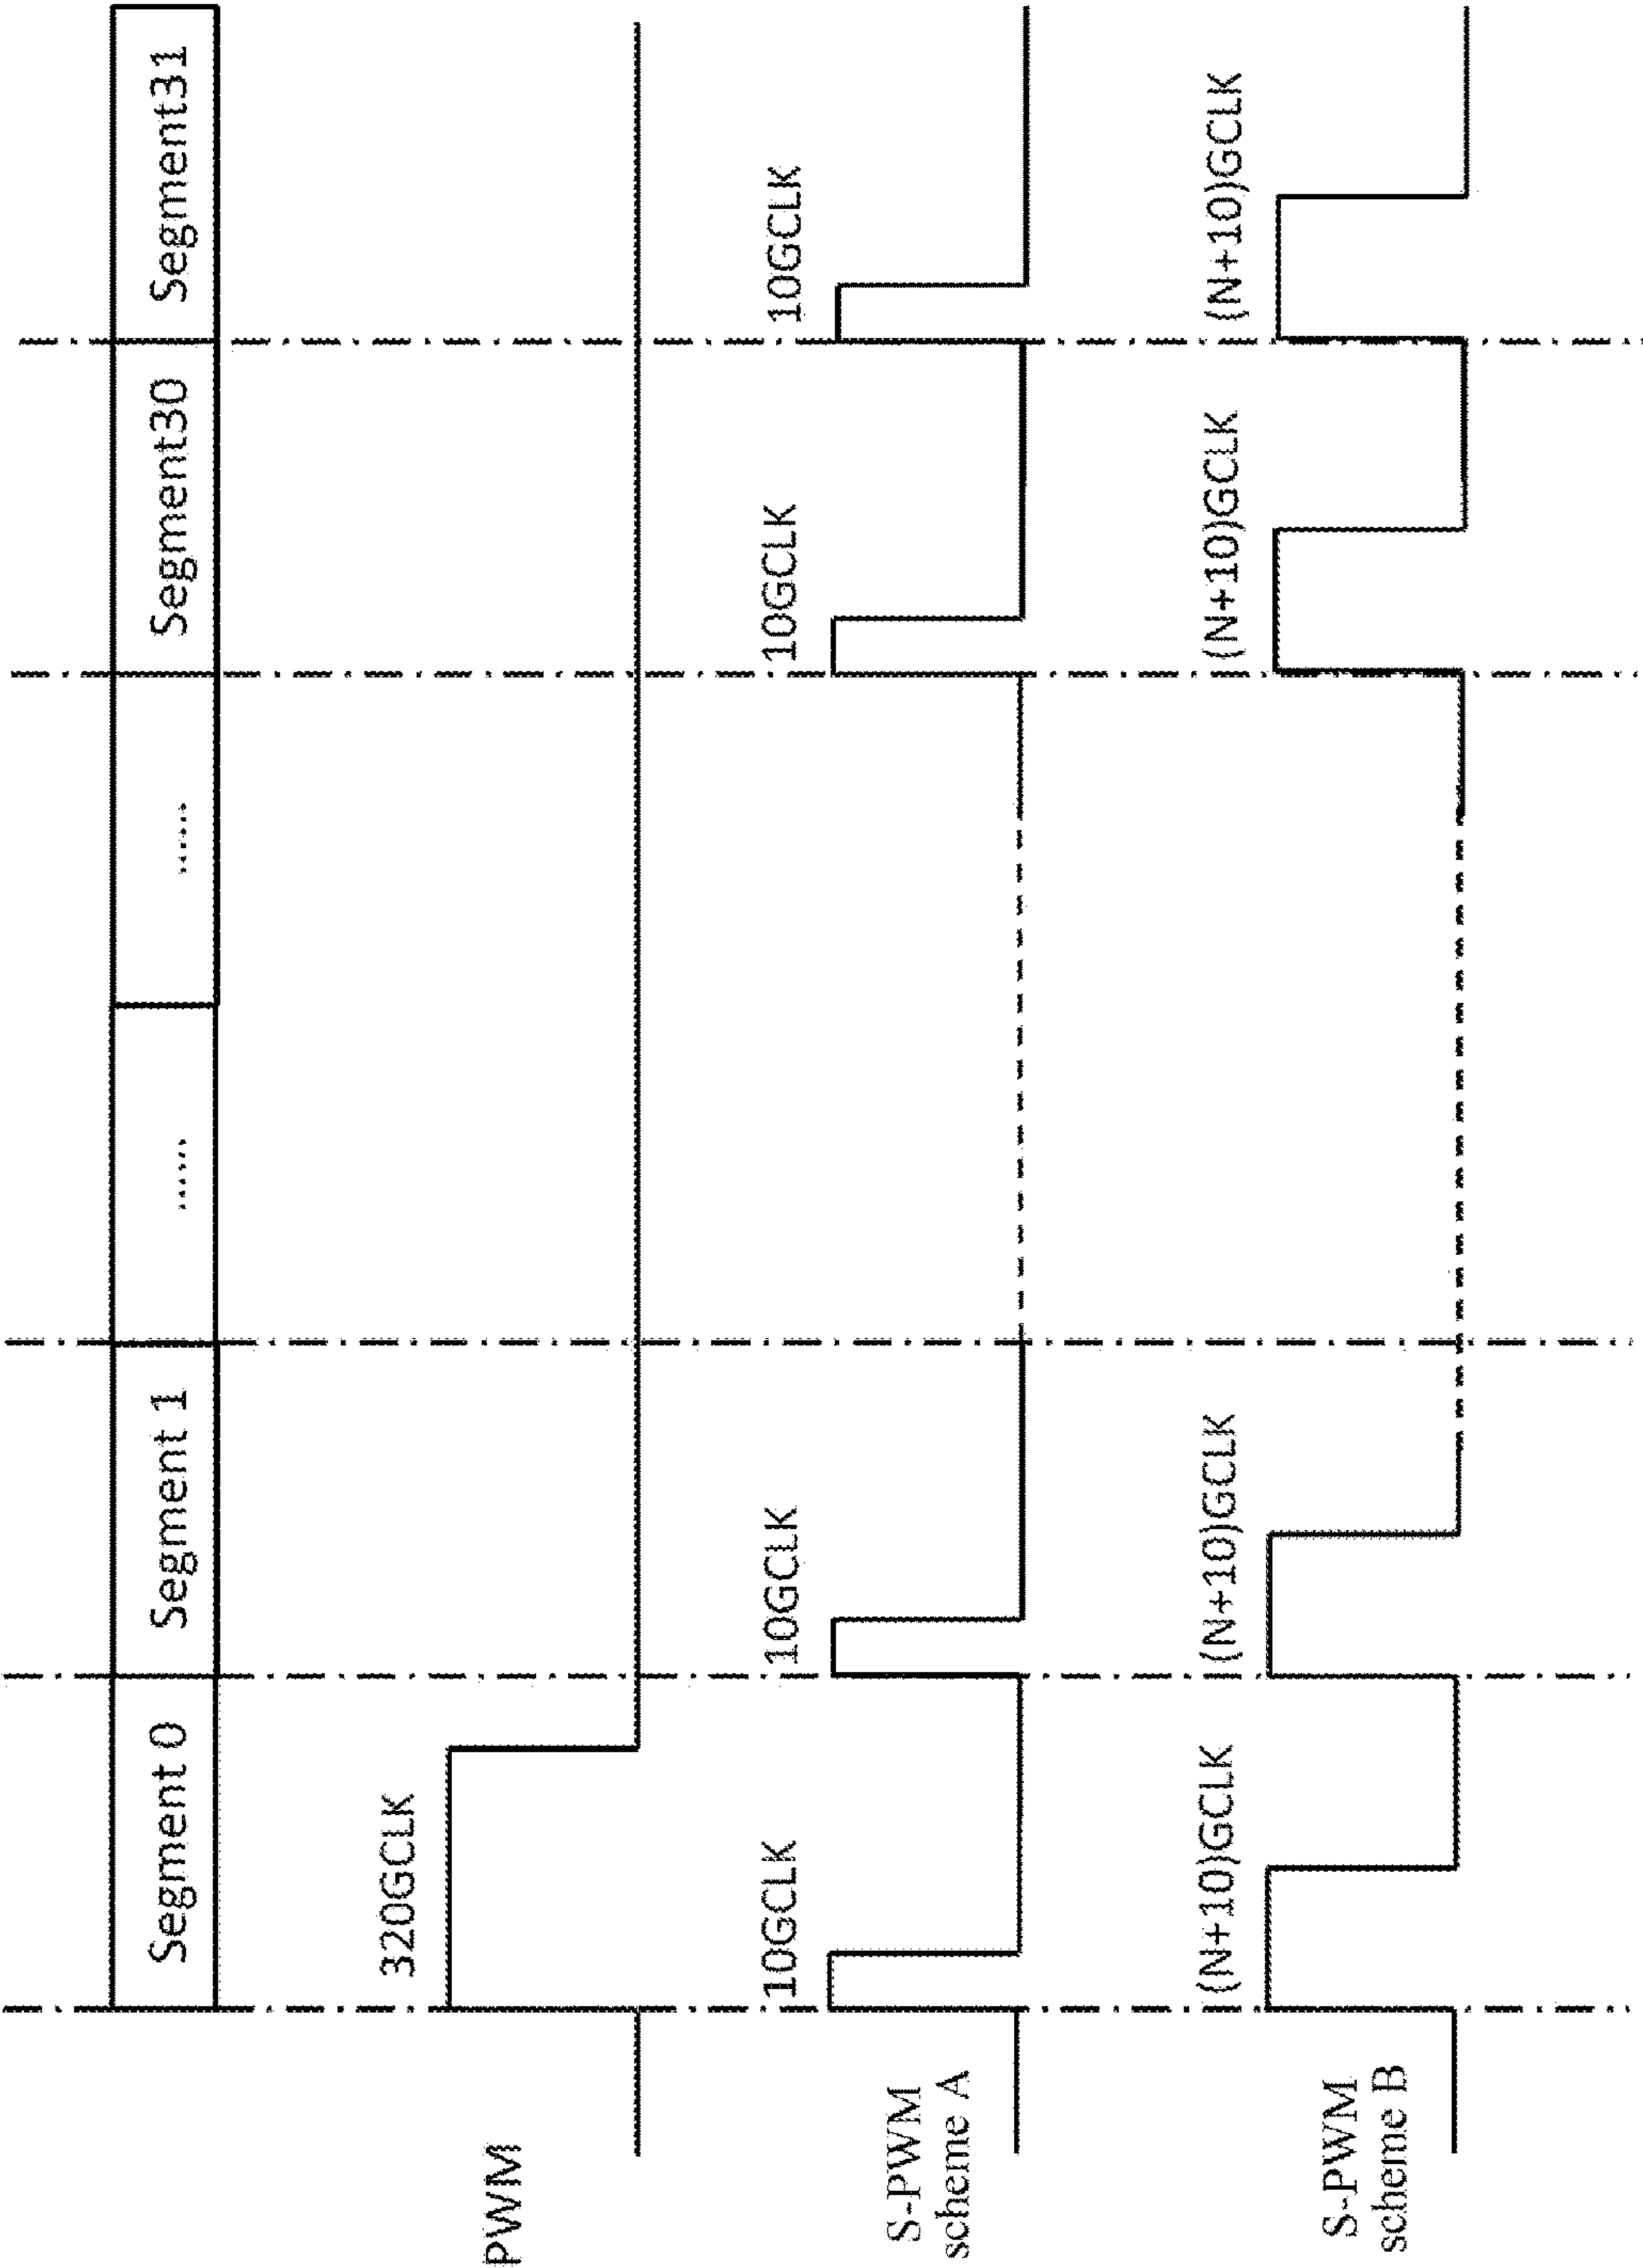 Segment 0 Segment 1 ...... ...... Segment30 Segment31
320GCLK
PWM
10GCLK 10GCLK 10GCLK 10GCLK
S-PWM
scheme A
(N+10)GCLK (N+10)GCLK (N+10)GCLK (N+10)GCLK
S-PWM
scheme B